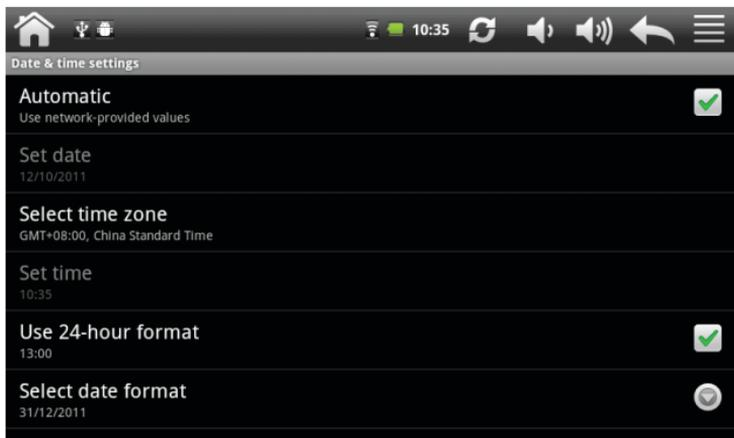 10:35
Date & time settings
Automatic
Use network-provided values
Set date
12/10/2011
Select time zone
GMT+08:00, China Standard Time
Set time
10:35
Use 24-hour format
13:00
Select date format
31/12/2011